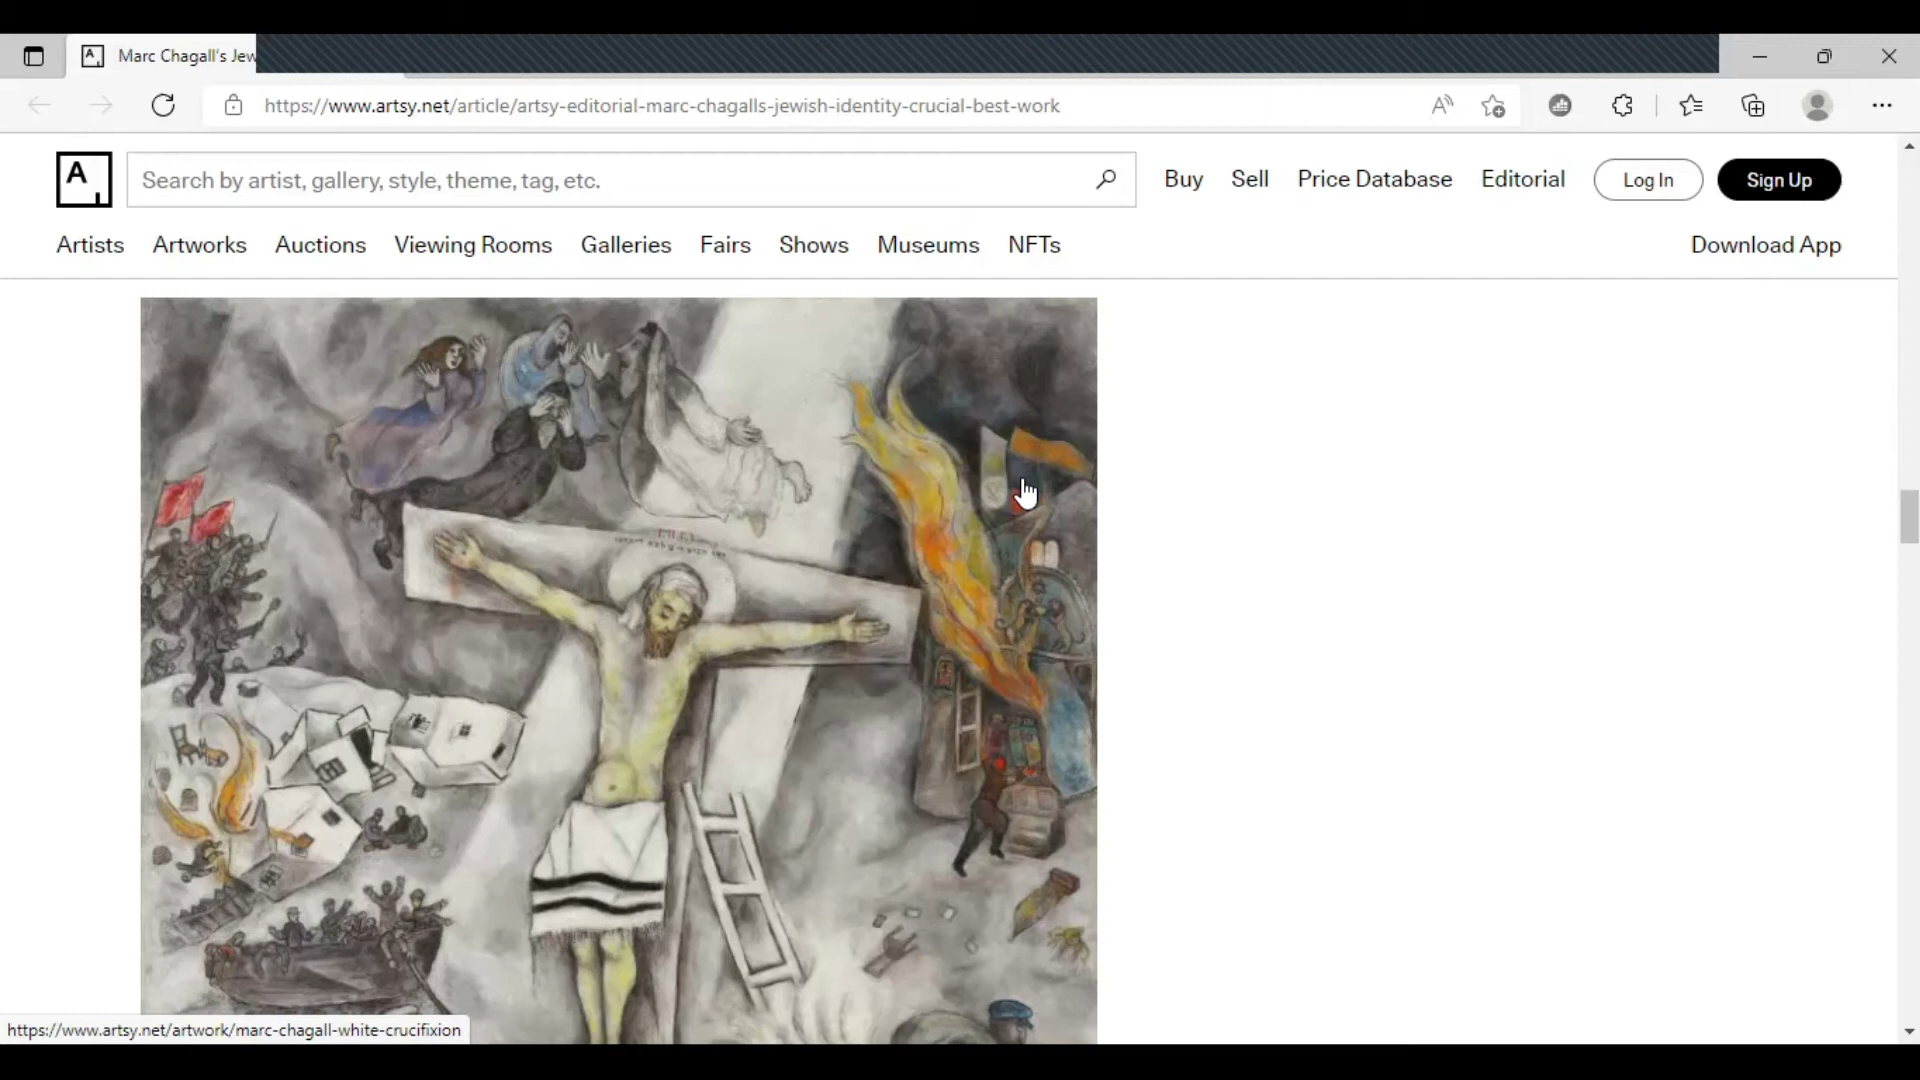 Marc Chagall's Jew
https://www.artsy.net/article/artsy-editorial-marc-chagalls-jewish-identity-crucial-best-work
A
Search by artist, gallery, style, theme, tag, etc.
Buy Sell Price Database Editorial Log In Sign Up
Artists Artworks Auctions Viewing Rooms Galleries Fairs Shows Museums NFTs Download App
https://www.artsy.net/artwork/marc-chagall-white-crucifixion